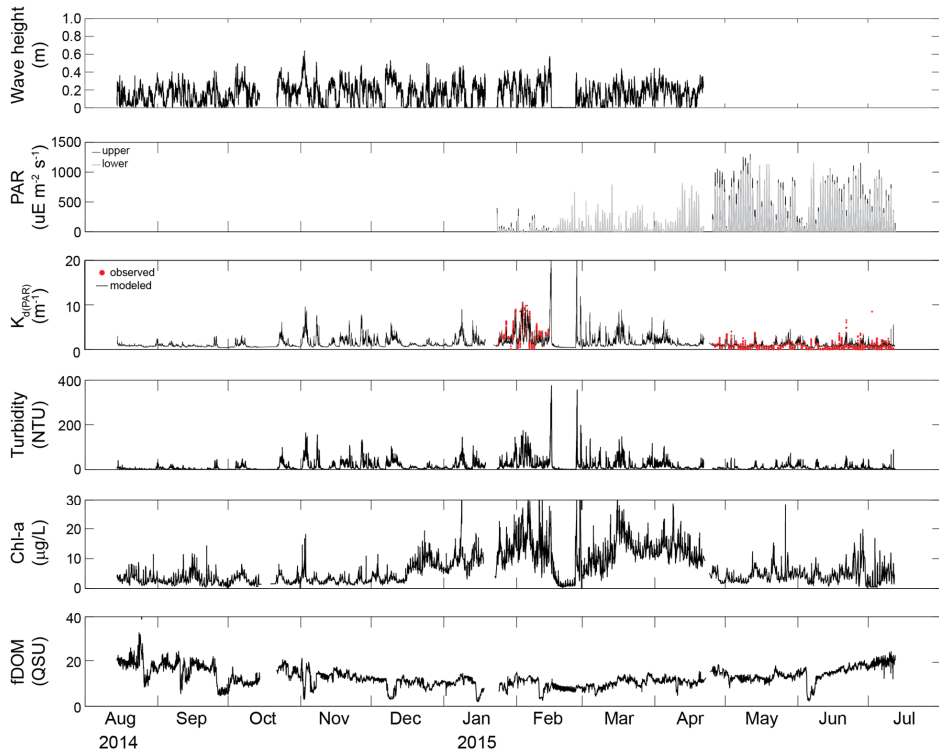 Wave height
(m)
1.0
0.8
0.6
0.4
0.2
0
PAR
(uE m-2 s-1)
1500
1000
500
0
upper
lower
Kd(PAR)
(m-1)
20
10
0
observed
modeled
Turbidity
(NTU)
400
200
0
Chl-a
(µg/L)
30
20
10
0
fDOM
(QSU)
40
20
0
Aug Sep Oct Nov Dec Jan Feb Mar Apr May Jun Jul
2014 2015